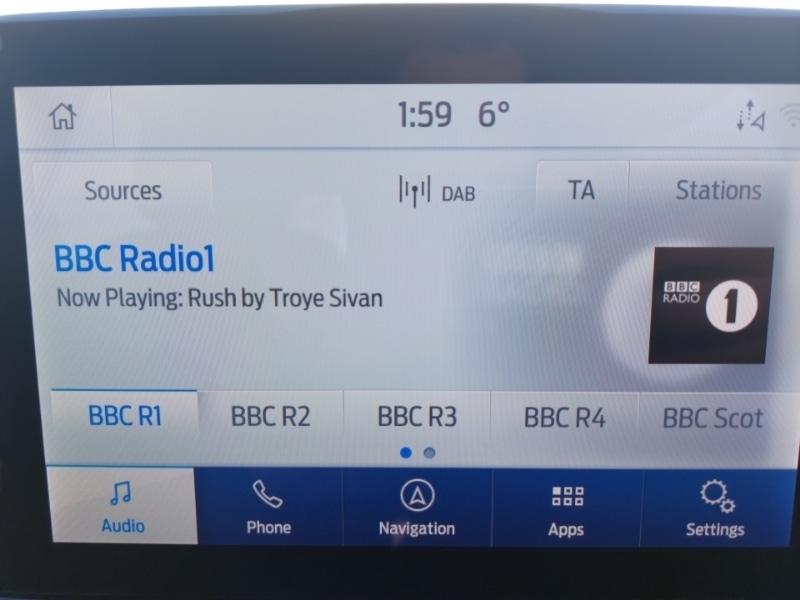 1:59 6°
Sources DAB TA Stations
BBC Radio1
Now Playing: Rush by Troye Sivan
BBC
RADIO 1
BBC R1 BBC R2 BBC R3 BBC R4 BBC Scot
Audio Phone Navigation Apps Settings